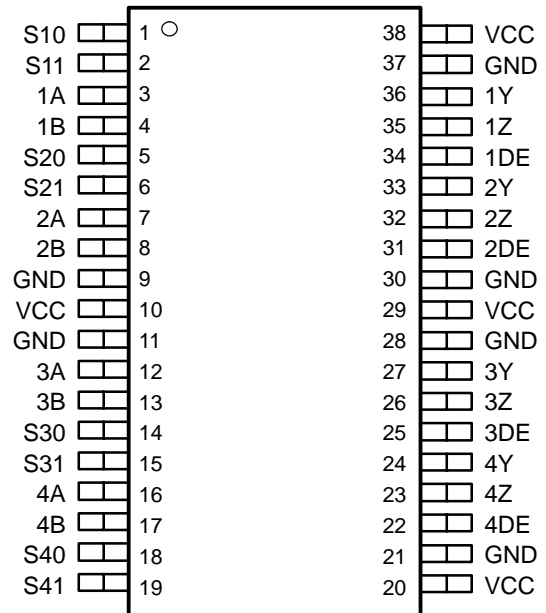 S10 1 38 VCC
S11 2 37 GND
1A 3 36 1Y
1B 4 35 1Z
S20 5 34 1DE
S21 6 33 2Y
2A 7 32 2Z
2B 8 31 2DE
GND 9 30 GND
VCC 10 29 VCC
GND 11 28 GND
3A 12 27 3Y
3B 13 26 3Z
S30 14 25 3DE
S31 15 24 4Y
4A 16 23 4Z
4B 17 22 4DE
S40 18 21 GND
S41 19 20 VCC